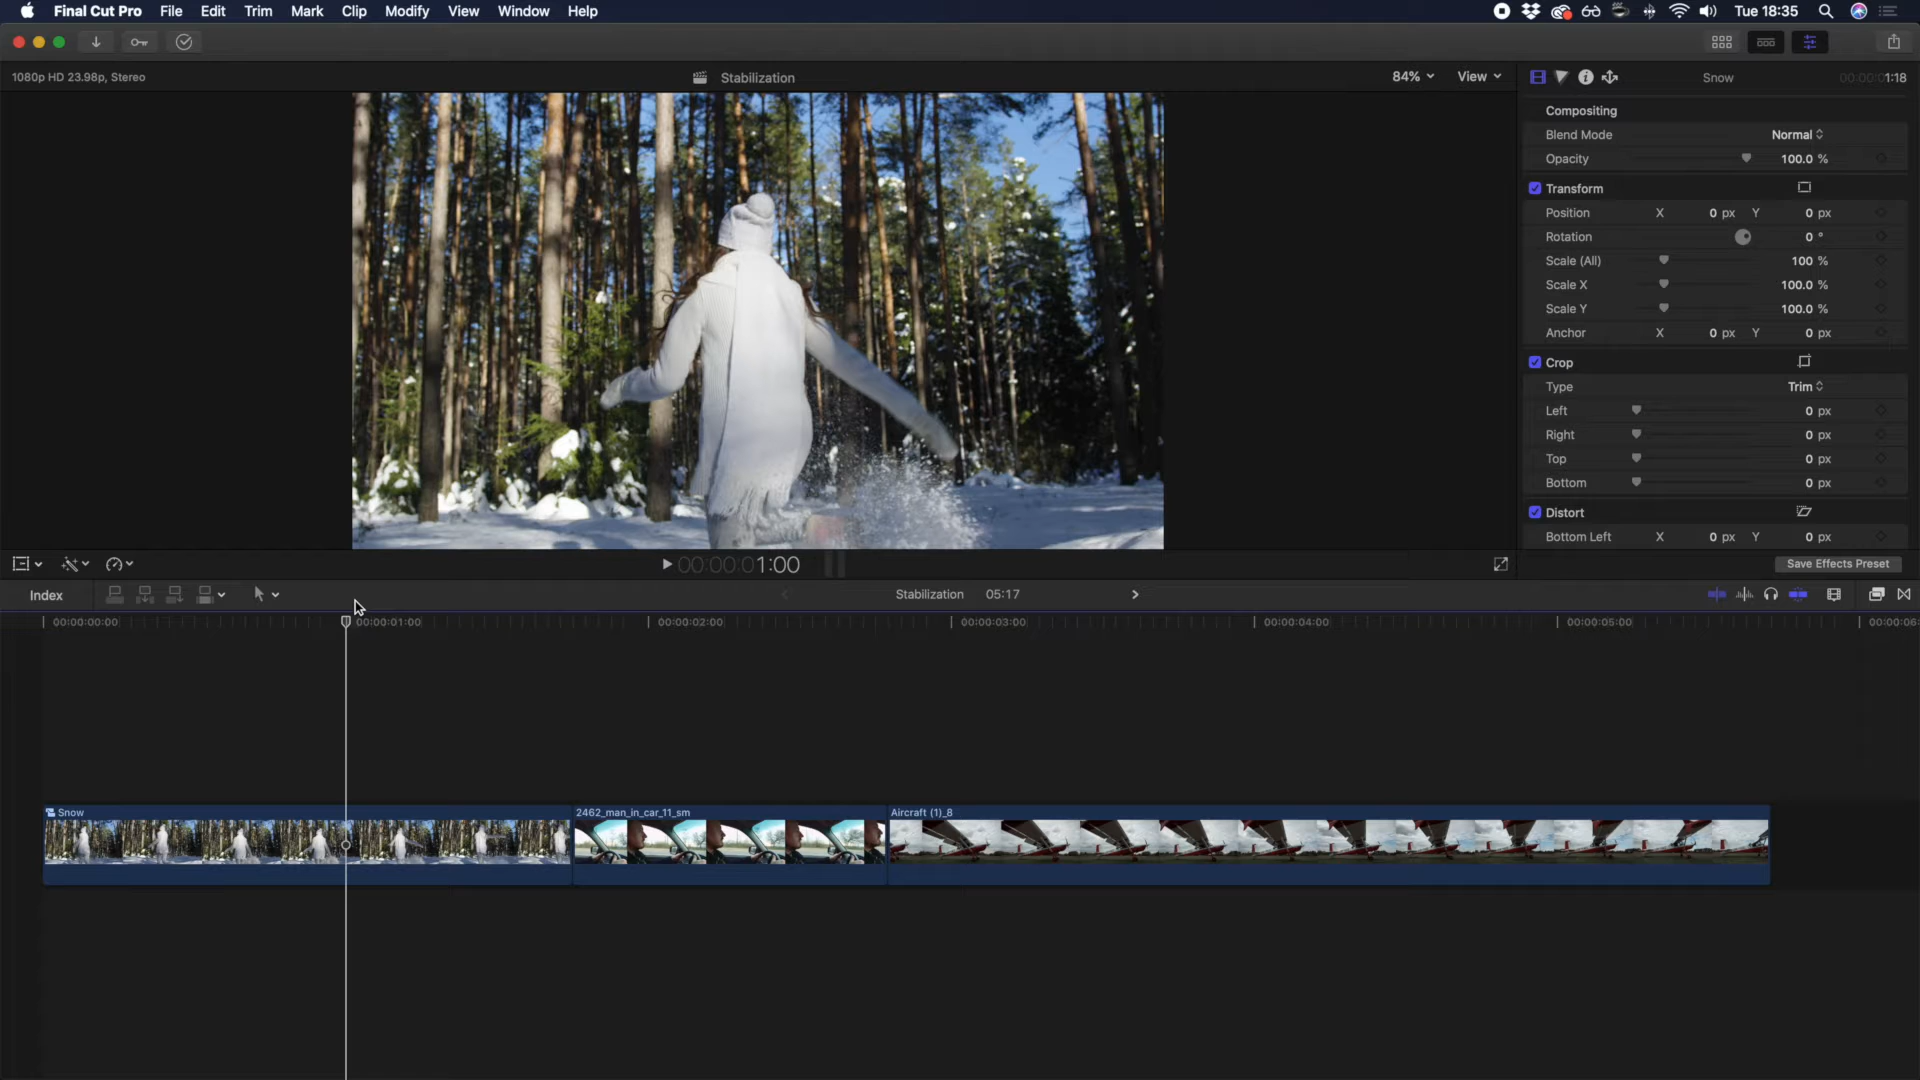 Final Cut Pro File Edit Trim Mark Clip Modify View Window Help Tue 18:35
1080p HD 23.98p, Stereo Stabilization 84% View Snow 00:00:01:18
Compositing
Blend Mode Normal
Opacity 100.0 %
Transform
Position X 0 px Y 0 px
Rotation 0 °
Scale (All) 100 %
Scale X 100.0 %
Scale Y 100.0 %
Anchor X 0 px Y 0 px
Crop
Type Trim
Left 0 px
Right 0 px
Top 0 px
Bottom 0 px
Distort
Bottom Left X 0 px Y 0 px
00:00:01:00 Save Effects Preset
Index Stabilization 05:17
00:00:00:00 00:00:01:00 00:00:02:00 00:00:03:00 00:00:04:00 00:00:05:00 00:00:06:
Snow 2462_man_in_car_11_sm Aircraft (1)_8